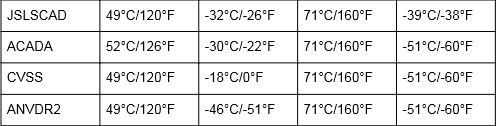 JSLSCAD 49°C/120°F -32°C/-26°F 71°C/160°F -39°C/-38°F
ACADA 52°C/126°F -30°C/-22°F 71°C/160°F -51°C/-60°F
CVSS 49°C/120°F -18°C/0°F 71°C/160°F -51°C/-60°F
ANVDR2 49°C/120°F -46°C/-51°F 71°C/160°F -51°C/-60°F